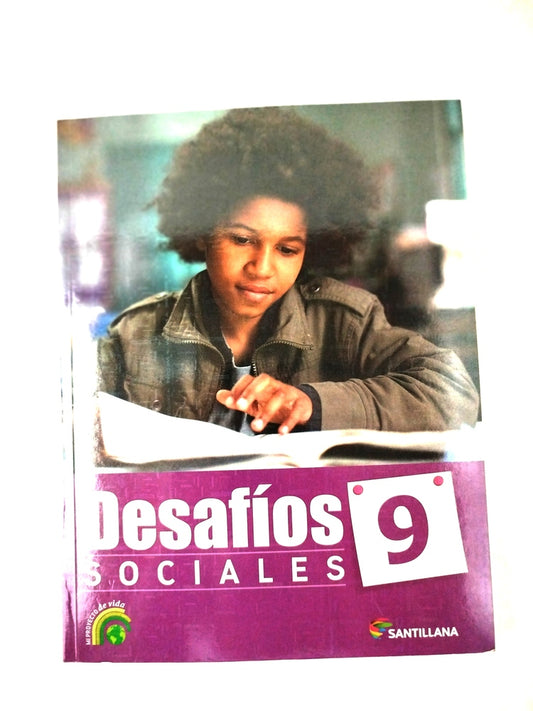 Desafíos
SOCIALES
9
MI PROYECTO de vida
SANTILLANA